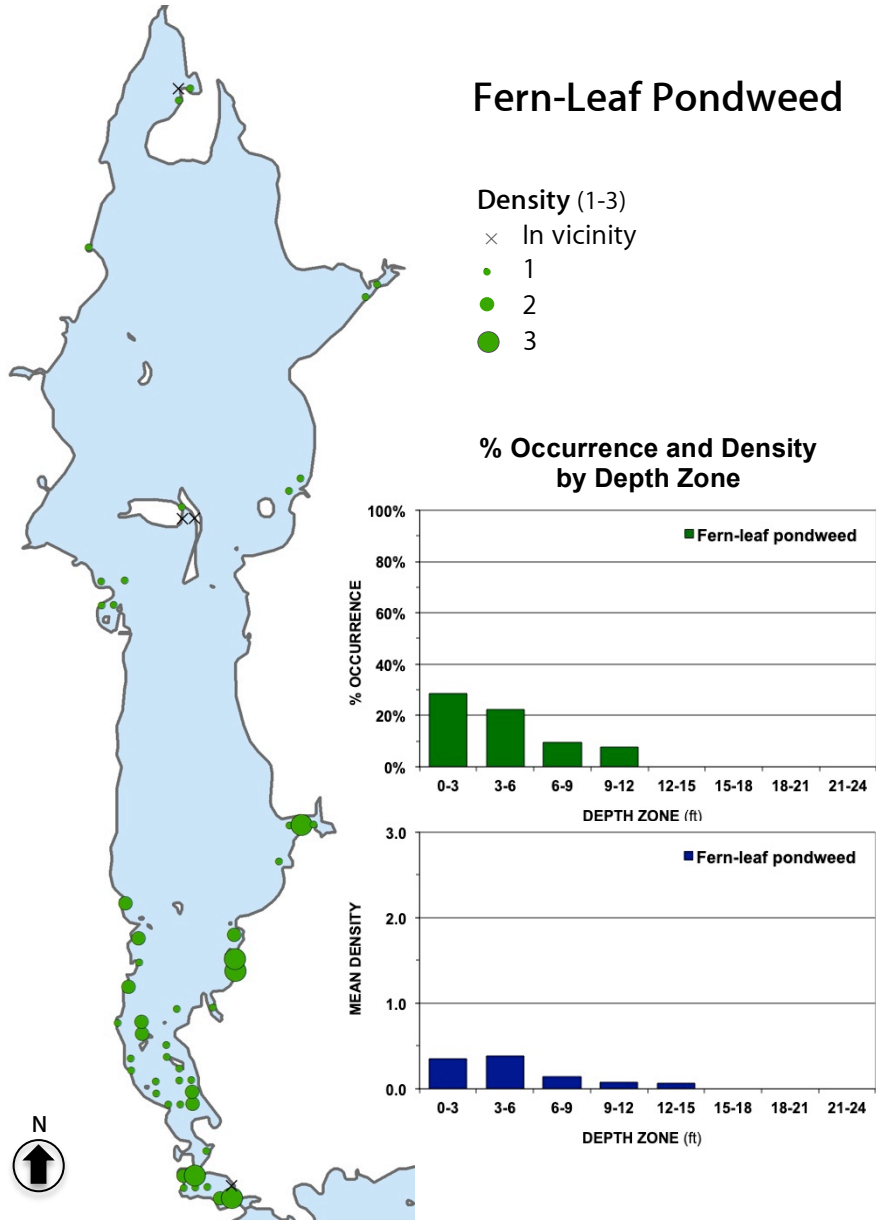 Fern-Leaf Pondweed
Density (1-3)
In vicinity
1
2
3
% Occurrence and Density
by Depth Zone
100%
80%
60%
40%
20%
0%
% OCCURRENCE
Fern-leaf pondweed
0-3 3-6 6-9 9-12 12-15 15-18 18-21 21-24
DEPTH ZONE (ft)
3.0
2.0
1.0
0.0
MEAN DENSITY
Fern-leaf pondweed
0-3 3-6 6-9 9-12 12-15 15-18 18-21 21-24
DEPTH ZONE (ft)
N